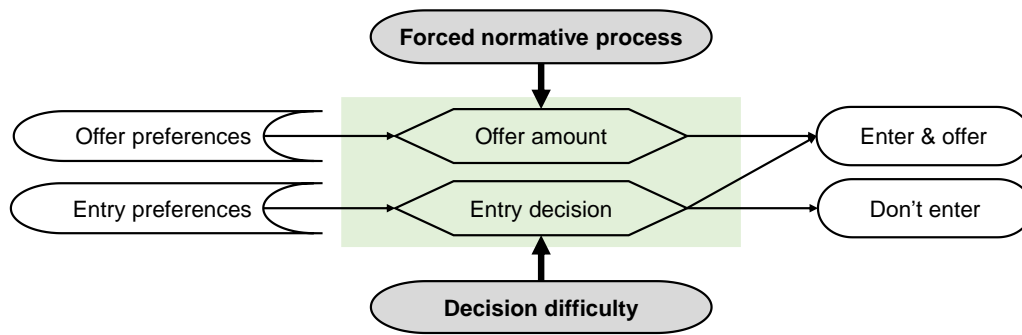 Forced normative process
Offer preferences
Offer amount
Enter & offer
Entry preferences
Entry decision
Don't enter
Decision difficulty